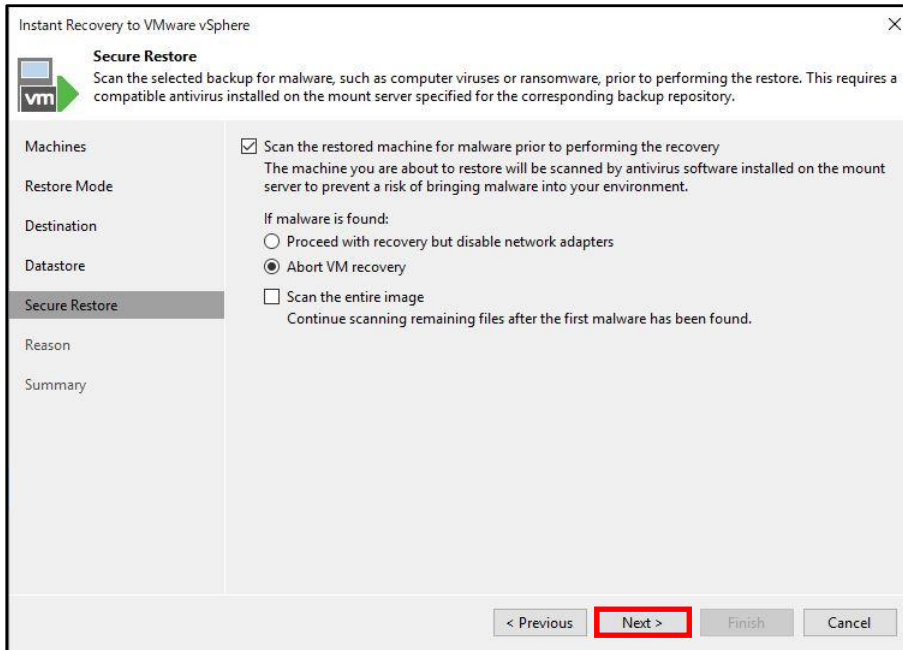 Instant Recovery to VMware vSphere
Secure Restore
Scan the selected backup for malware, such as computer viruses or ransomware, prior to performing the restore. This requires a
compatible antivirus installed on the mount server specified for the corresponding backup repository.
vm
Machines
Restore Mode
Destination
Datastore
Secure Restore
Reason
Summary
Scan the restored machine for malware prior to performing the recovery
The machine you are about to restore will be scanned by antivirus software installed on the mount
server to prevent a risk of bringing malware into your environment.
If malware is found:
Proceed with recovery but disable network adapters
Abort VM recovery
Scan the entire image
Continue scanning remaining files after the first malware has been found.
< Previous
Next >
Finish
Cancel